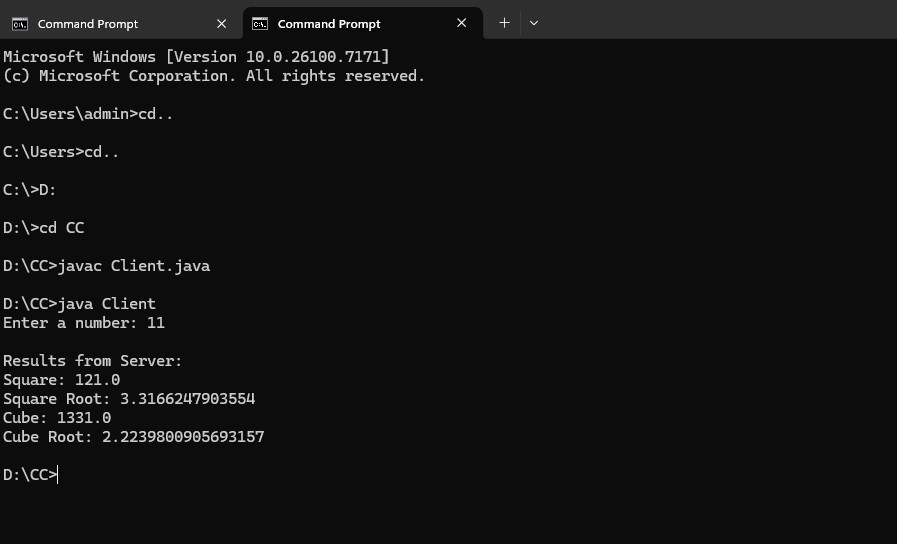 Command Prompt
Command Prompt
Microsoft Windows [Version 10.0.26100.7171]
(c) Microsoft Corporation. All rights reserved.
C:\Users\admin>cd..
C:\Users>cd..
C:\>D:
D:\>cd CC
D:\CC>javac Client.java
D:\CC>java Client
Enter a number: 11
Results from Server:
Square: 121.0
Square Root: 3.3166247903554
Cube: 1331.0
Cube Root: 2.2239800905693157
D:\CC>